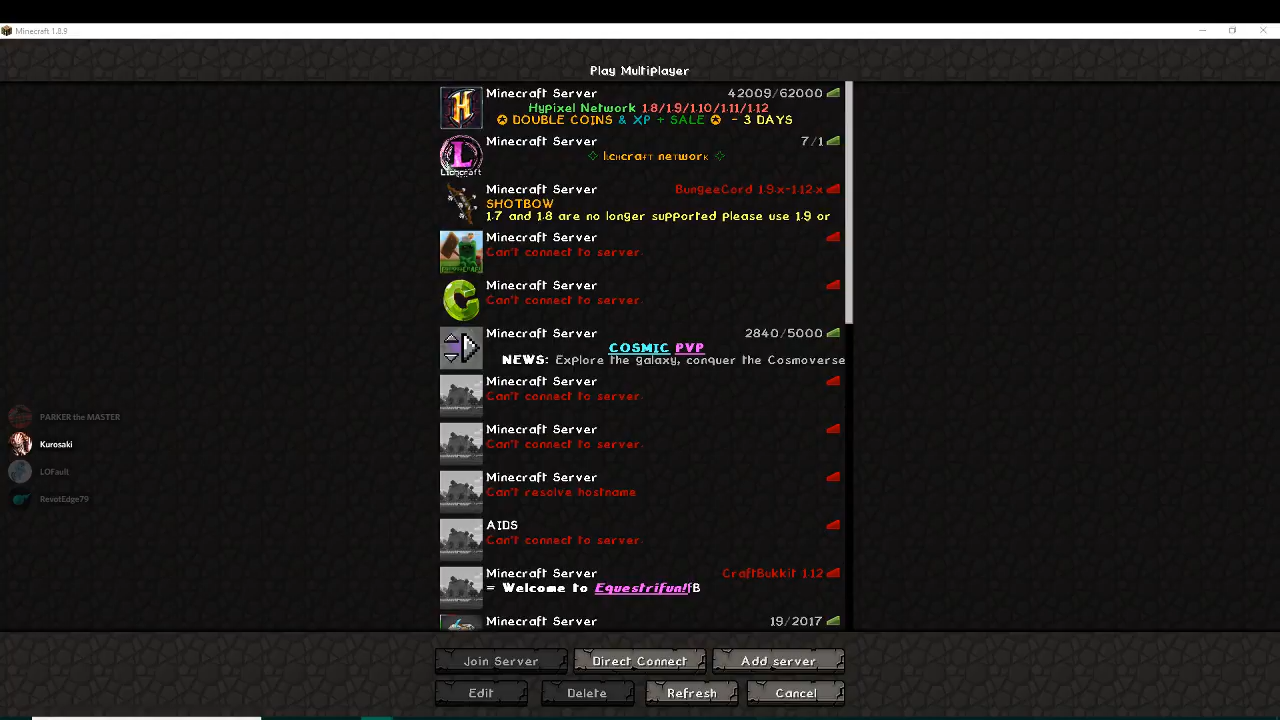 Minecraft 1.8.9
Play Multiplayer
Minecraft Server 42009/62000
Hypixel Network 1.8/1.9/1.10/1.11/1.12
DOUBLE COINS & XP + SALE - 3 DAYS
Minecraft Server 7/1
Lichcraft network
Lichcraft
Minecraft Server BungeeCord 1.9.x-1.12.x
SHOTBOW
1.7 and 1.8 are no longer supported Please use 1.9 or
Minecraft Server
Can't connect to server.
Minecraft Server
Can't connect to server.
Minecraft Server 2840/5000
COSMIC PVP
NEWS: Explore the galaxy, conquer the Cosmoverse
Minecraft Server
Can't connect to server.
Minecraft Server
Can't connect to server.
Minecraft Server
Can't resolve hostname
AIDS
Can't connect to server.
Minecraft Server CraftBukkit 1.12
= Welcome to Equestrifun!fB
Minecraft Server 19/2017
PARKER the MASTER
Kurosaki
LOFault
RevotEdge79
Join Server Direct Connect Add server
Edit Delete Refresh Cancel